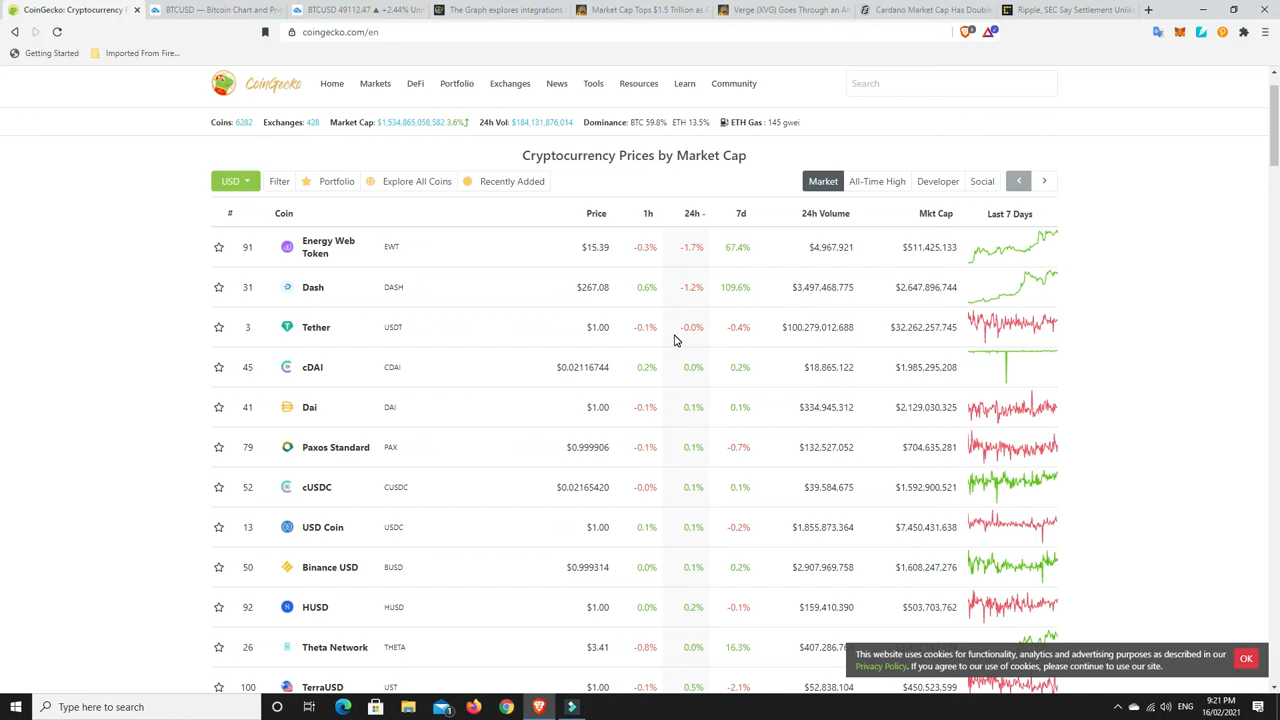 CoinGecko: Cryptocurrency P
BTCUSD — Bitcoin Chart and Pric
BTCUSD 49112.47 ▲ +2.44% Unn
The Graph explores integrations
Market Cap Tops $1.5 Trillion as
Verge (XVG) Goes Through an At
Cardano Market Cap Has Double
Ripple, SEC Say Settlement Unlik
coingecko.com/en
Getting Started Imported From Fire...
CoinGecko Home Markets DeFi Portfolio Exchanges News Tools Resources Learn Community Search
Coins: 6282 Exchanges: 428 Market Cap: $1,534,865,058,582 3.6% 24h Vol: $184,131,876,014 Dominance: BTC 59.8% ETH 13.5% ETH Gas : 145 gwei
Cryptocurrency Prices by Market Cap
USD Filter Portfolio Explore All Coins Recently Added Market All-Time High Developer Social
# Coin Price 1h 24h 7d 24h Volume Mkt Cap Last 7 Days
91 Energy Web Token EWT $15.39 -0.3% -1.7% 67.4% $4,967,921 $511,425,133
31 Dash DASH $267.08 0.6% -1.2% 109.6% $3,497,468,775 $2,647,896,744
3 Tether USDT $1.00 -0.1% -0.0% -0.4% $100,279,012,688 $32,262,257,745
45 cDAI CDAI $0.02116744 0.2% 0.0% 0.2% $18,865,122 $1,985,295,208
41 Dai DAI $1.00 -0.1% 0.1% 0.1% $334,945,312 $2,129,030,325
79 Paxos Standard PAX $0.999906 -0.1% 0.1% -0.7% $132,527,052 $704,635,281
52 cUSDC CUSDC $0.02165420 -0.0% 0.1% 0.1% $39,584,675 $1,592,900,521
13 USD Coin USDC $1.00 0.1% 0.1% -0.2% $1,855,873,364 $7,450,431,638
50 Binance USD BUSD $0.999314 0.0% 0.1% 0.2% $2,907,969,758 $1,608,247,276
92 HUSD HUSD $1.00 0.0% 0.2% -0.1% $159,410,390 $503,703,762
26 Theta Network THETA $3.41 -0.8% 0.0% 16.3% $407,286,76
100 TerraUSD UST $1.00 -0.1% 0.5% -2.1% $52,838,104 $450,523,599
This website uses cookies for functionality, analytics and advertising purposes as described in our
Privacy Policy. If you agree to our use of cookies, please continue to use our site.
OK
Type here to search
ENG
9:21 PM
16/02/2021